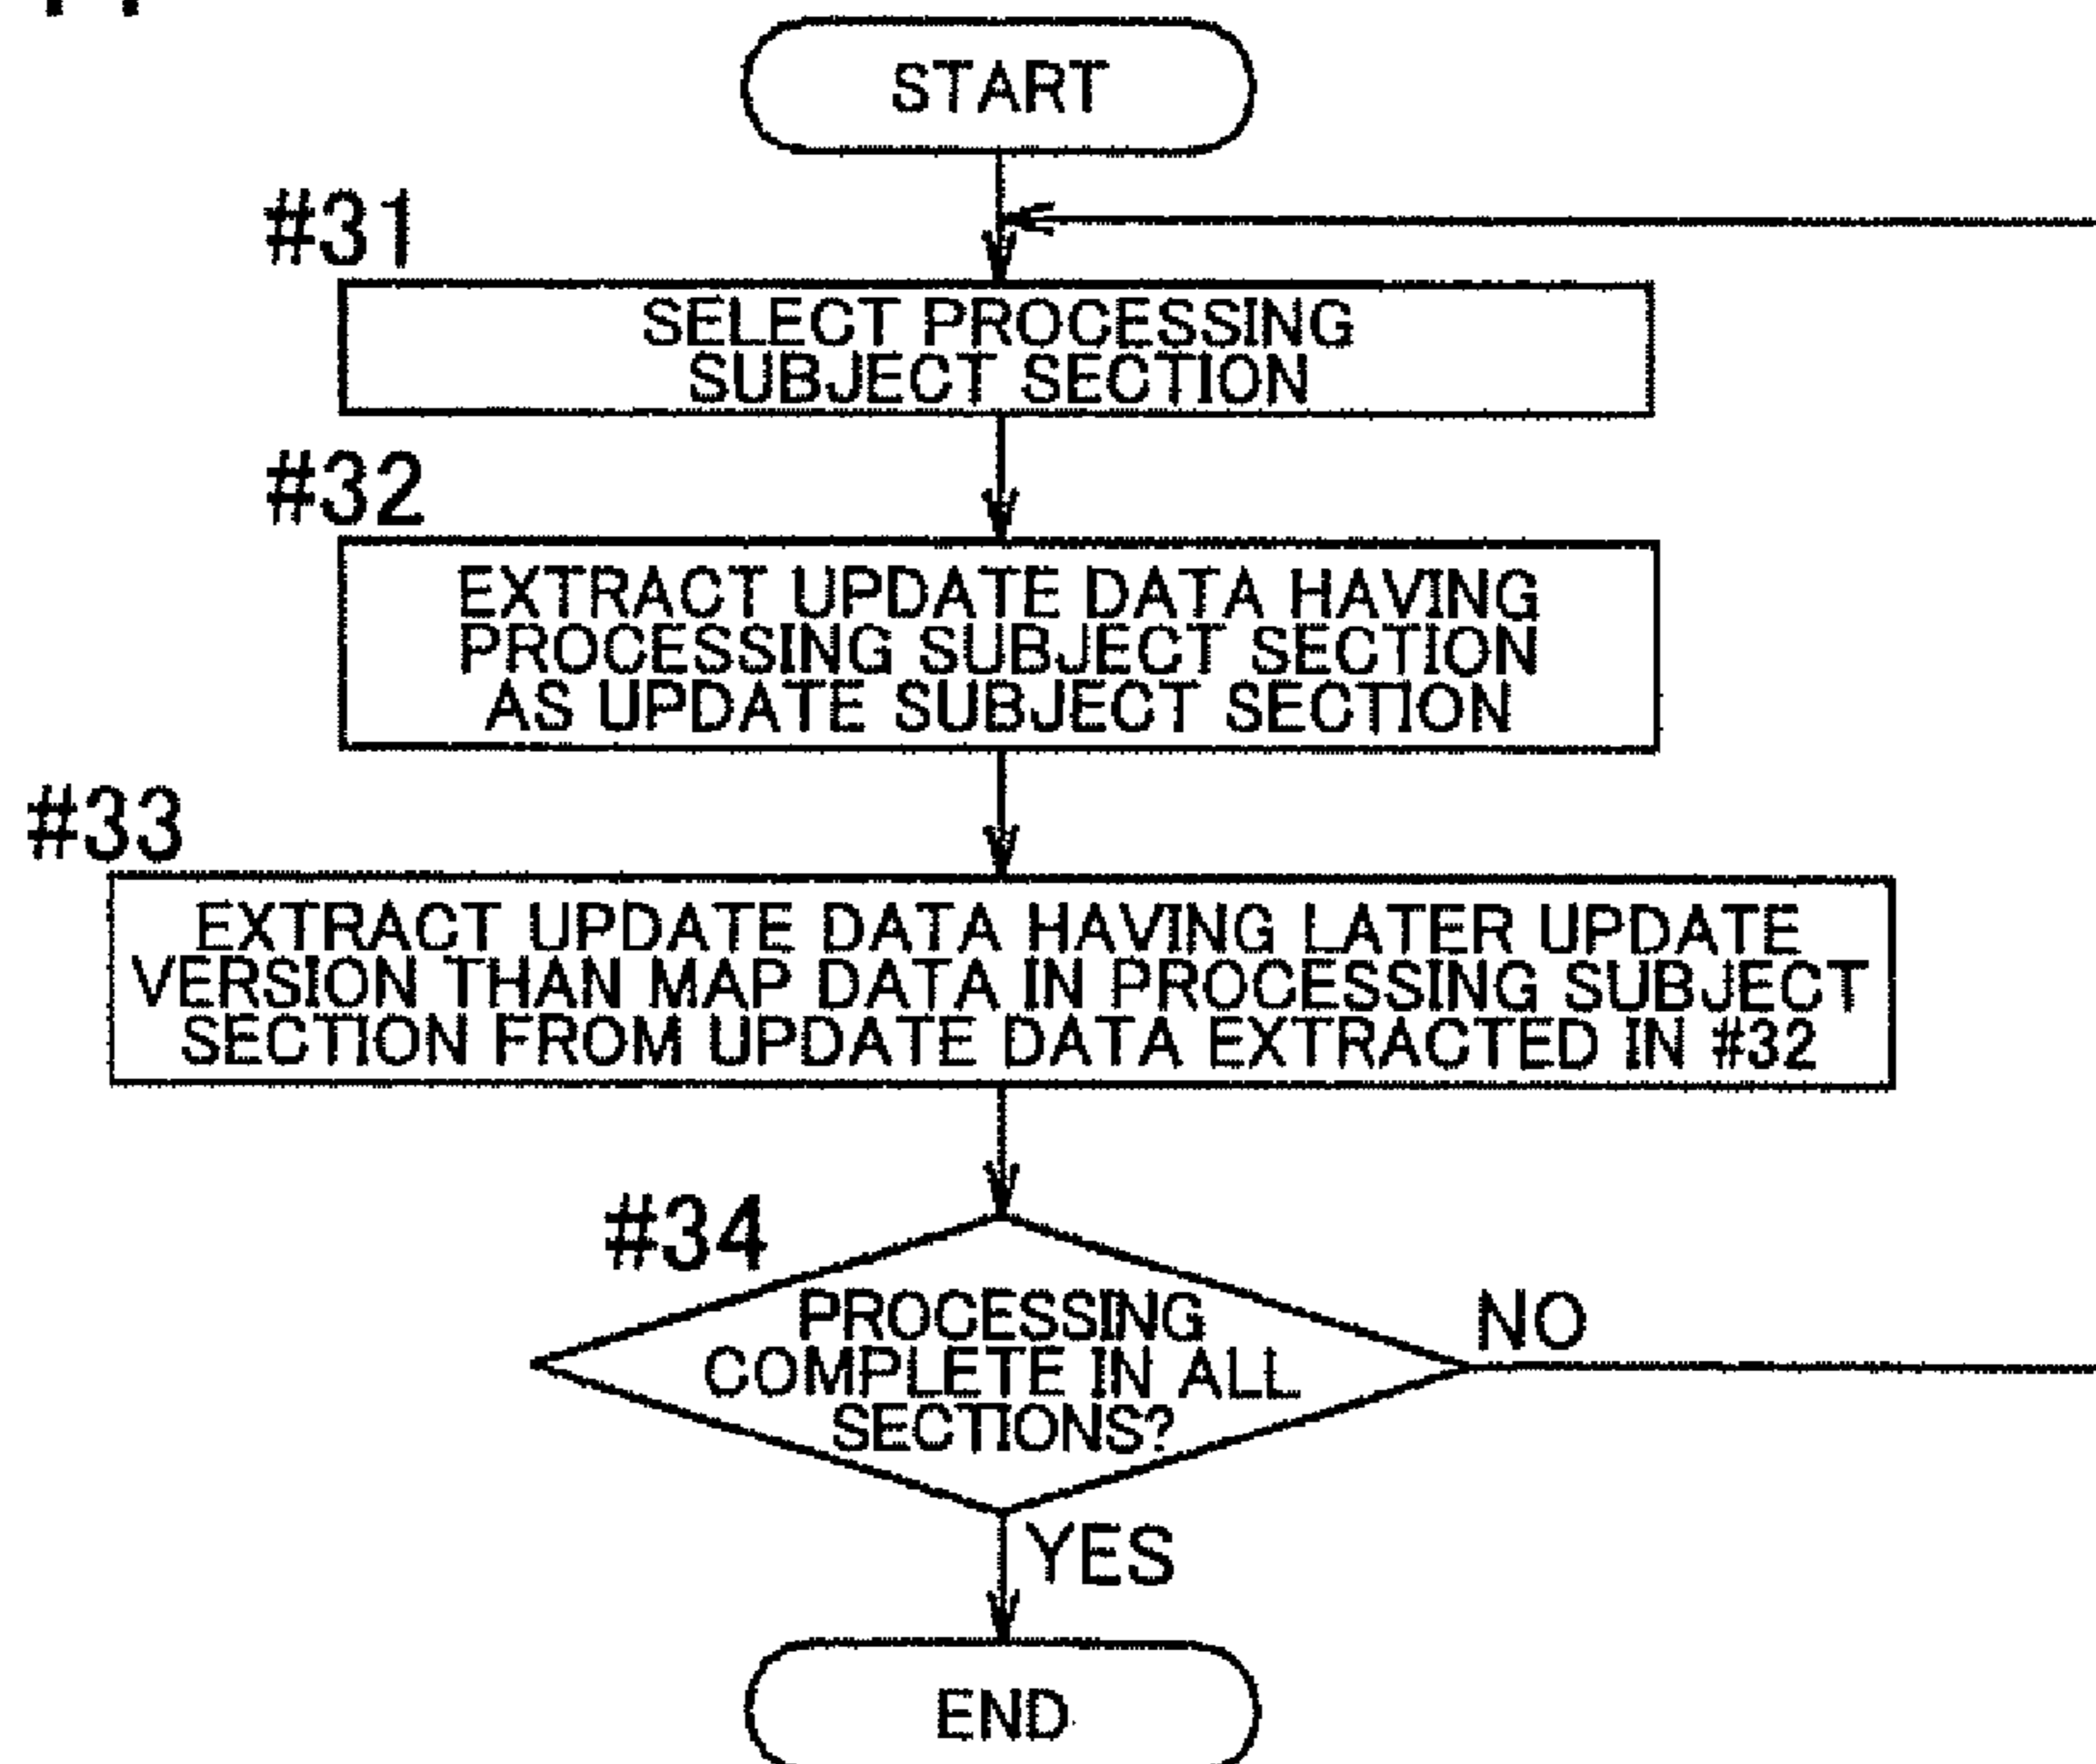 START
#31
SELECT PROCESSING
SUBJECT SECTION
#32
EXTRACT UPDATE DATA HAVING
PROCESSING SUBJECT SECTION
AS UPDATE SUBJECT SECTION
#33
EXTRACT UPDATE DATA HAVING LATER UPDATE
VERSION THAN MAP DATA IN PROCESSING SUBJECT
SECTION FROM UPDATE DATA EXTRACTED IN #32
#34
PROCESSING
COMPLETE IN ALL
SECTIONS?
NO
YES
END